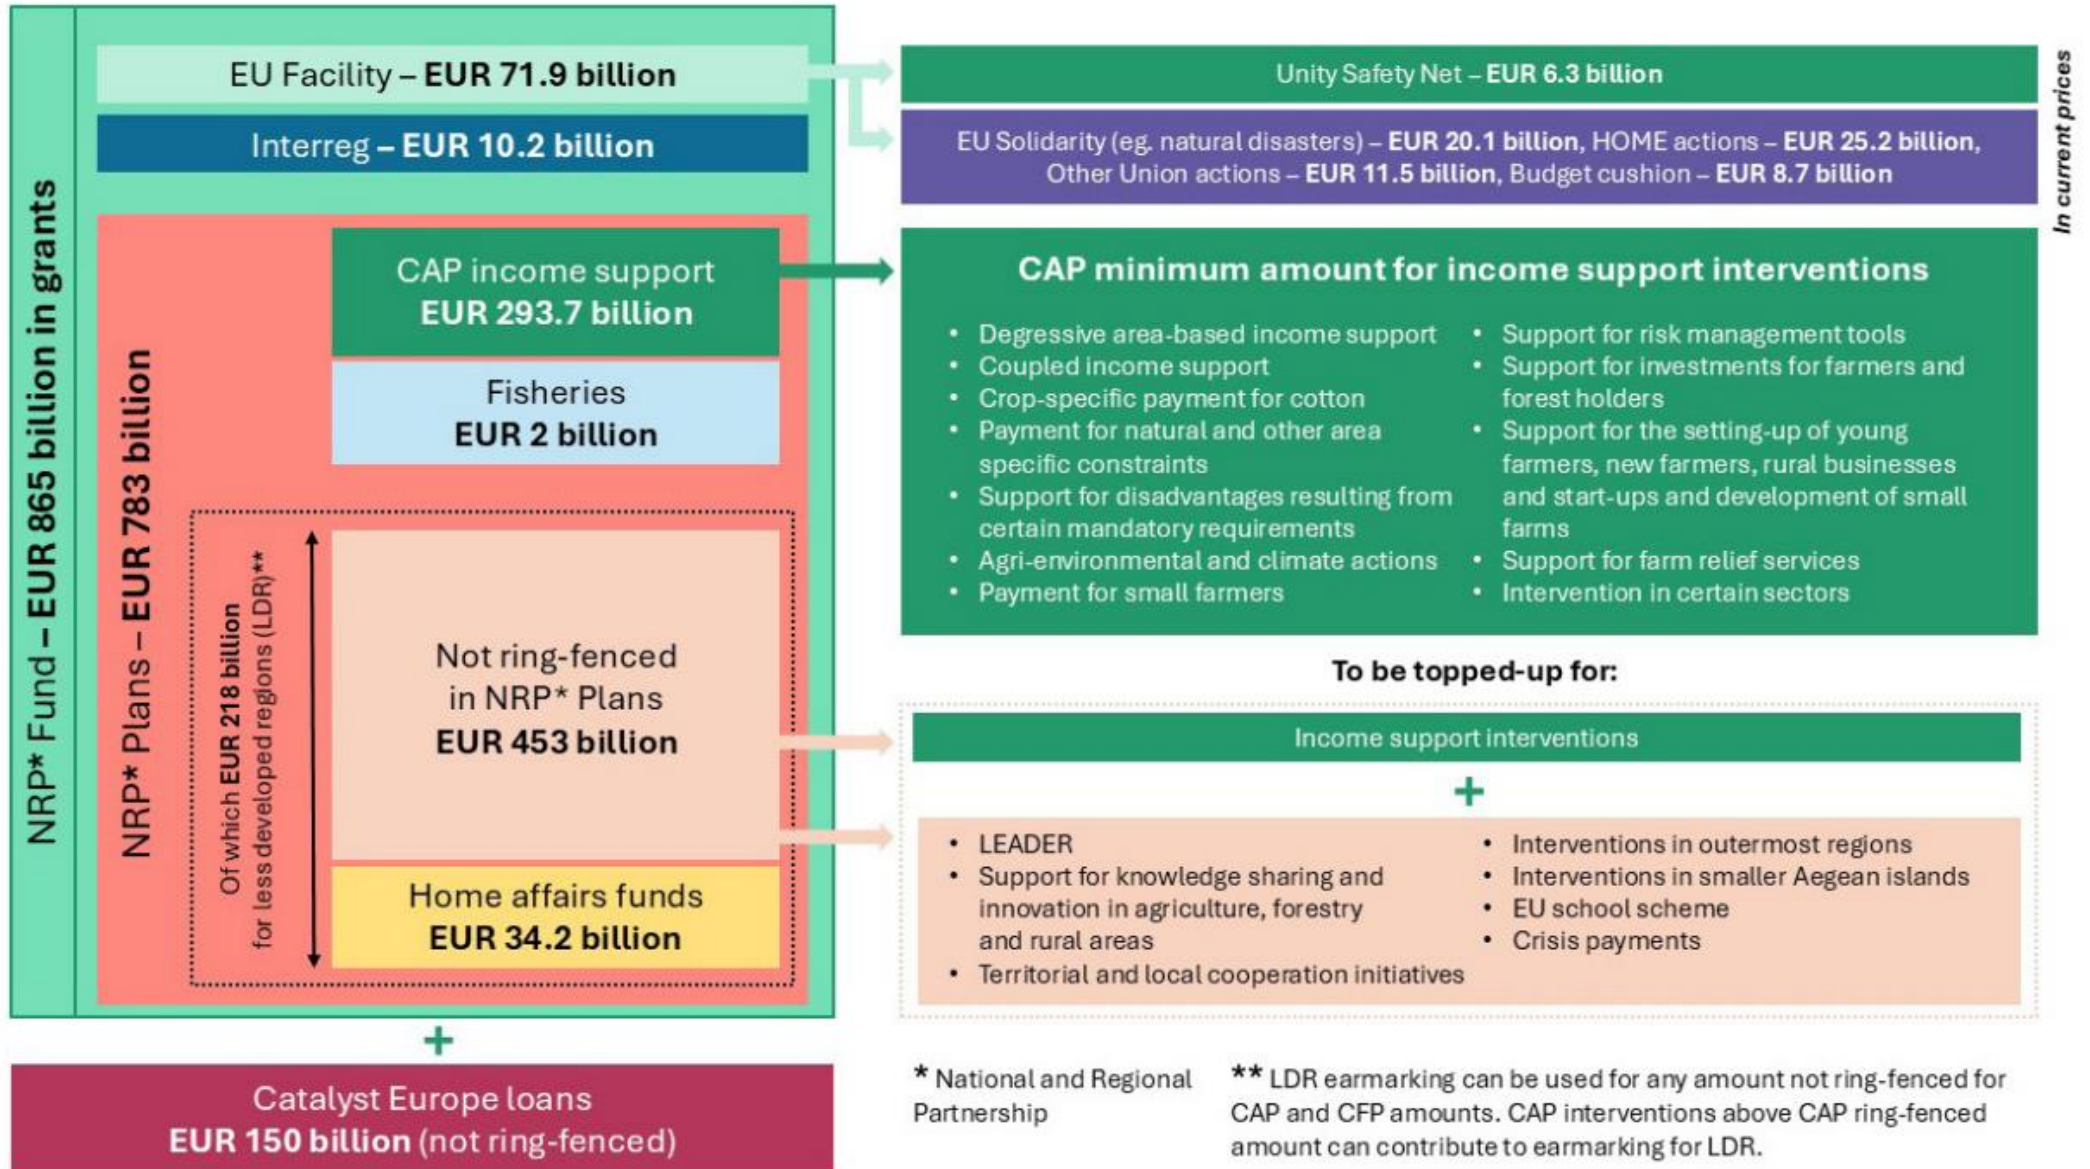 NRP* Fund – EUR 865 billion in grants
EU Facility – EUR 71.9 billion
Interreg – EUR 10.2 billion
NRP* Plans – EUR 783 billion
CAP income support
EUR 293.7 billion
Fisheries
EUR 2 billion
Of which EUR 218 billion
for less developed regions (LDR)**
Not ring-fenced
in NRP* Plans
EUR 453 billion
Home affairs funds
EUR 34.2 billion
+
Catalyst Europe loans
EUR 150 billion (not ring-fenced)
Unity Safety Net – EUR 6.3 billion
EU Solidarity (eg. natural disasters) – EUR 20.1 billion, HOME actions – EUR 25.2 billion,
Other Union actions – EUR 11.5 billion, Budget cushion – EUR 8.7 billion
In current prices
CAP minimum amount for income support interventions
• Degressive area-based income support
• Coupled income support
• Crop-specific payment for cotton
• Payment for natural and other area
specific constraints
• Support for disadvantages resulting from
certain mandatory requirements
• Agri-environmental and climate actions
• Payment for small farmers
• Support for risk management tools
• Support for investments for farmers and
forest holders
• Support for the setting-up of young
farmers, new farmers, rural businesses
and start-ups and development of small
farms
• Support for farm relief services
• Intervention in certain sectors
To be topped-up for:
Income support interventions
+
• LEADER
• Support for knowledge sharing and
innovation in agriculture, forestry
and rural areas
• Territorial and local cooperation initiatives
• Interventions in outermost regions
• Interventions in smaller Aegean islands
• EU school scheme
• Crisis payments
* National and Regional
Partnership
** LDR earmarking can be used for any amount not ring-fenced for
CAP and CFP amounts. CAP interventions above CAP ring-fenced
amount can contribute to earmarking for LDR.